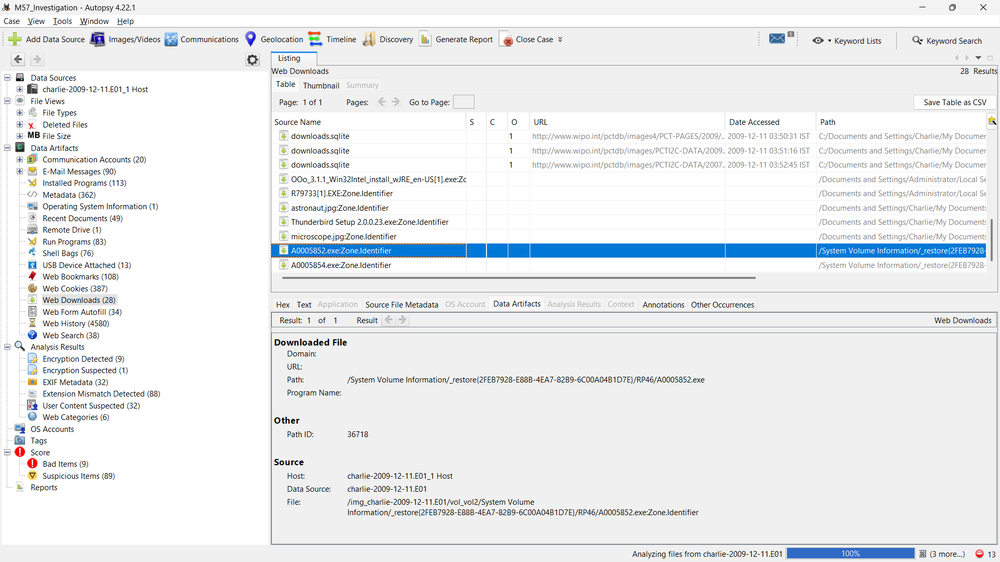 M57_Investigation - Autopsy 4.22.1
Case View Tools Window Help
Add Data Source Images/Videos Communications Geolocation Timeline Discovery Generate Report Close Case 1 Keyword Lists Keyword Search
Data Sources
charlie-2009-12-11.E01_1 Host
File Views
File Types
Deleted Files
MB File Size
Data Artifacts
Communication Accounts (20)
E-Mail Messages (90)
Installed Programs (113)
Metadata (362)
Operating System Information (1)
Recent Documents (49)
Remote Drive (1)
Run Programs (83)
Shell Bags (76)
USB Device Attached (13)
Web Bookmarks (108)
Web Cookies (387)
Web Downloads (28)
Web Form Autofill (34)
Web History (4580)
Web Search (38)
Analysis Results
Encryption Detected (9)
Encryption Suspected (1)
EXIF Metadata (32)
Extension Mismatch Detected (88)
User Content Suspected (32)
Web Categories (6)
OS Accounts
Tags
Score
Bad Items (9)
Suspicious Items (89)
Reports
Listing
Web Downloads 28 Results
Table Thumbnail Summary
Page: 1 of 1 Pages: Go to Page: Save Table as CSV
Source Name S C O URL Date Accessed Path
downloads.sqlite 1 http://www.wipo.int/pctdb/images4/PCT-PAGES/2009/.. 2009-12-11 03:50:31 IST C:/Documents and Settings/Charlie/My Documer
downloads.sqlite 1 http://www.wipo.int/pctdb/images/PCTI2C-DATA/2009.. 2009-12-11 03:51:16 IST C:/Documents and Settings/Charlie/My Documer
downloads.sqlite 1 http://www.wipo.int/pctdb/images/PCTI2C-DATA/2007.. 2009-12-11 03:52:45 IST C:/Documents and Settings/Charlie/My Documer
OOo_3.1.1_Win32Intel_install_wJRE_en-US[1].exe:Zc /Documents and Settings/Administrator/Local Se
R79733[1].EXE:Zone.Identifier /Documents and Settings/Administrator/Local Se
astronaut.jpg:Zone.Identifier /Documents and Settings/Charlie/My Documents
Thunderbird Setup 2.0.0.23.exe:Zone.Identifier /Documents and Settings/Charlie/My Documents
microscope.jpg:Zone.Identifier /Documents and Settings/Charlie/My Documents
A0005852.exe:Zone.Identifier /System Volume Information/_restore{2FEB7928-
A0005854.exe:Zone.Identifier /System Volume Information/_restore{2FEB7928-
Hex Text Application Source File Metadata OS Account Data Artifacts Analysis Results Context Annotations Other Occurrences
Result: 1 of 1 Result Web Downloads
Downloaded File
Domain:
URL:
Path: /System Volume Information/_restore{2FEB7928-E88B-4EA7-82B9-6C00A04B1D7E}/RP46/A0005852.exe
Program Name:
Other
Path ID: 36718
Source
Host: charlie-2009-12-11.E01_1 Host
Data Source: charlie-2009-12-11.E01
File: /img_charlie-2009-12-11.E01/vol_vol2/System Volume
Information/_restore{2FEB7928-E88B-4EA7-82B9-6C00A04B1D7E}/RP46/A0005852.exe:Zone.Identifier
Analyzing files from charlie-2009-12-11.E01 100% (3 more...) 13